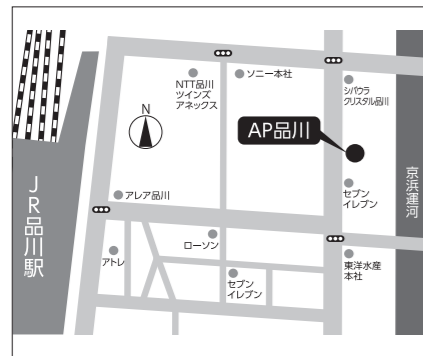 ソニー本社
NTT品川
ツインズ
アネックス
シバウラ
クリスタル品川
N
AP品川
アレア品川
セブン
イレブン
京浜運河
JR品川駅
ローソン
アトレ
セブン
イレブン
東洋水産
本社